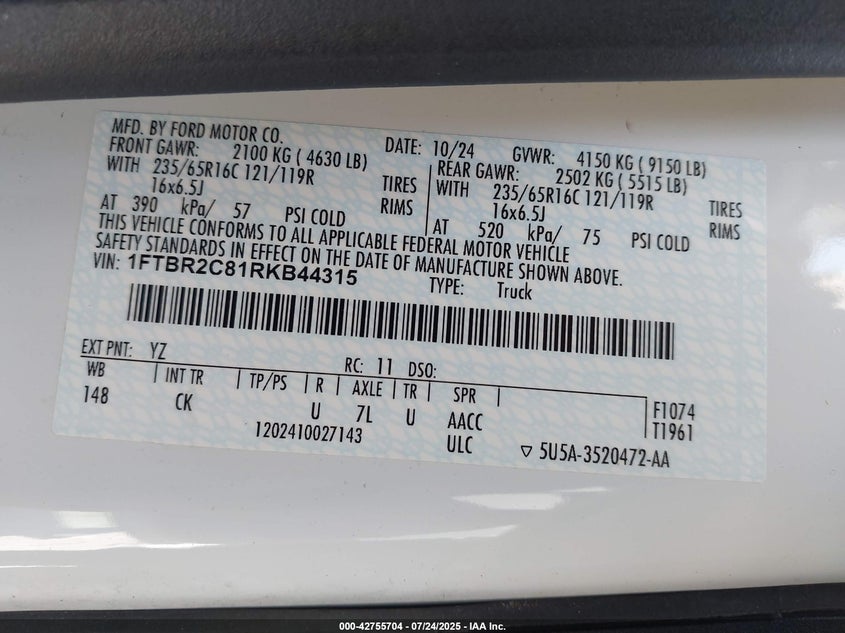 MFD. BY FORD MOTOR CO. DATE: 10/24 GVWR: 4150 KG ( 9150 LB)
FRONT GAWR: 2100 KG ( 4630 LB) REAR GAWR: 2502 KG ( 5515 LB)
WITH 235/65R16C 121/119R TIRES WITH 235/65R16C 121/119R TIRES
16x6.5J RIMS 16x6.5J RIMS
AT 390 kPa/ 57 PSI COLD AT 520 kPa/ 75 PSI COLD
THIS VEHICLE CONFORMS TO ALL APPLICABLE FEDERAL MOTOR VEHICLE
SAFETY STANDARDS IN EFFECT ON THE DATE OF MANUFACTURE SHOWN ABOVE.
VIN: 1FTBR2C81RKB44315 TYPE: Truck
EXT PNT: YZ RC: 11 DSO:
WB INT TR TP/PS R AXLE TR SPR F1074
148 CK U 7L U AACC T1961
1202410027143 ULC ▽ 5U5A-3520472-AA
000-42755704 - 07/24/2025 - IAA Inc.